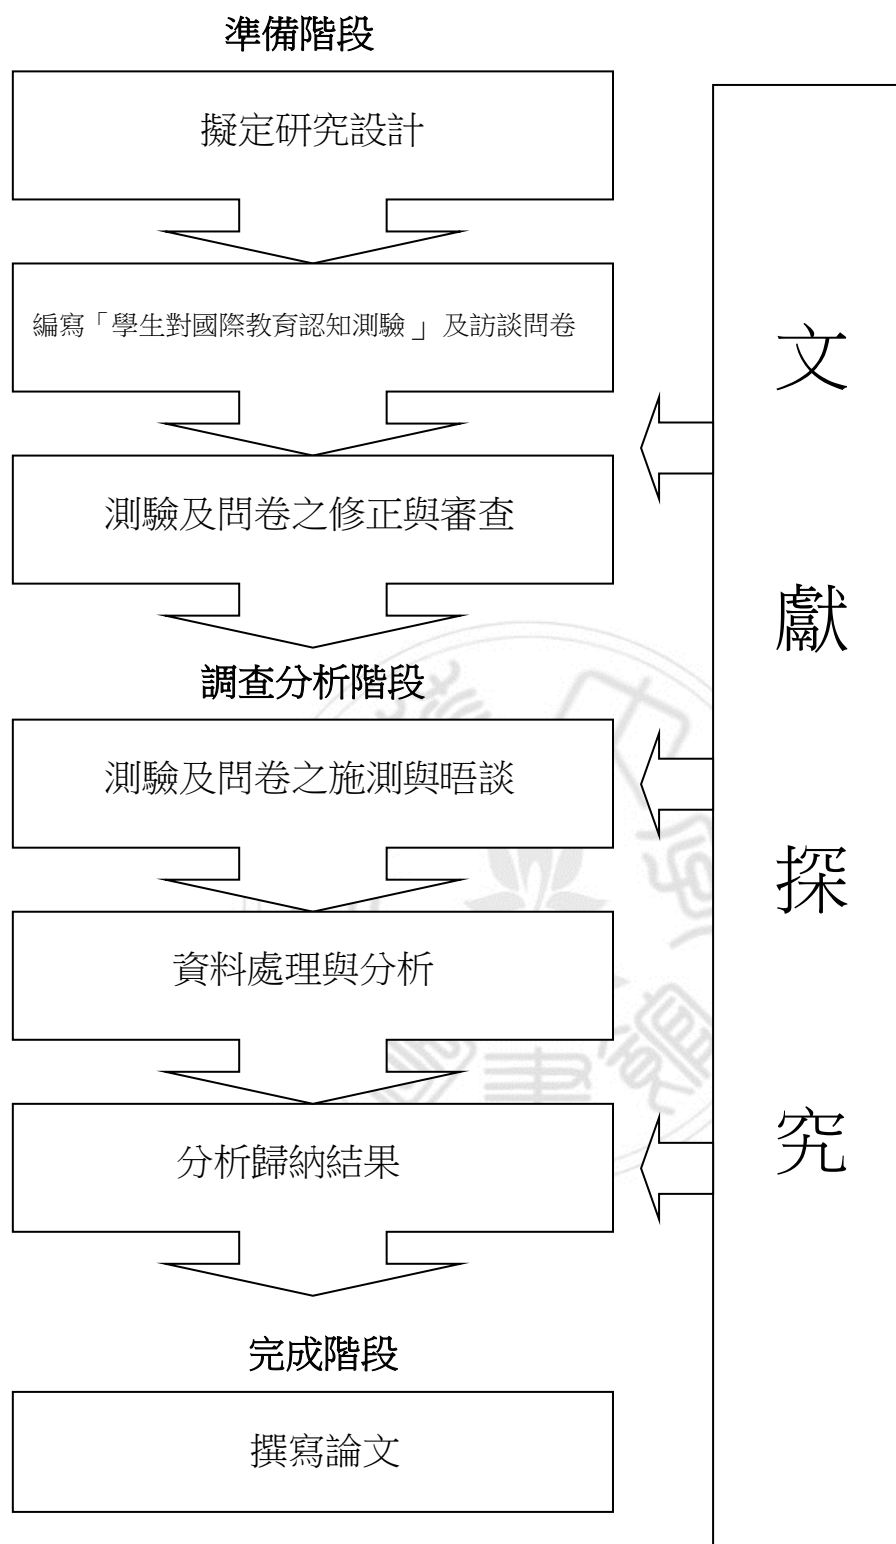 準備階段
擬定研究設計
編寫「學生對國際教育認知測驗 」及訪談問卷
測驗及問卷之修正與審查
調查分析階段
測驗及問卷之施測與晤談
資料處理與分析
分析歸納結果
完成階段
撰寫論文
文
獻
探
究